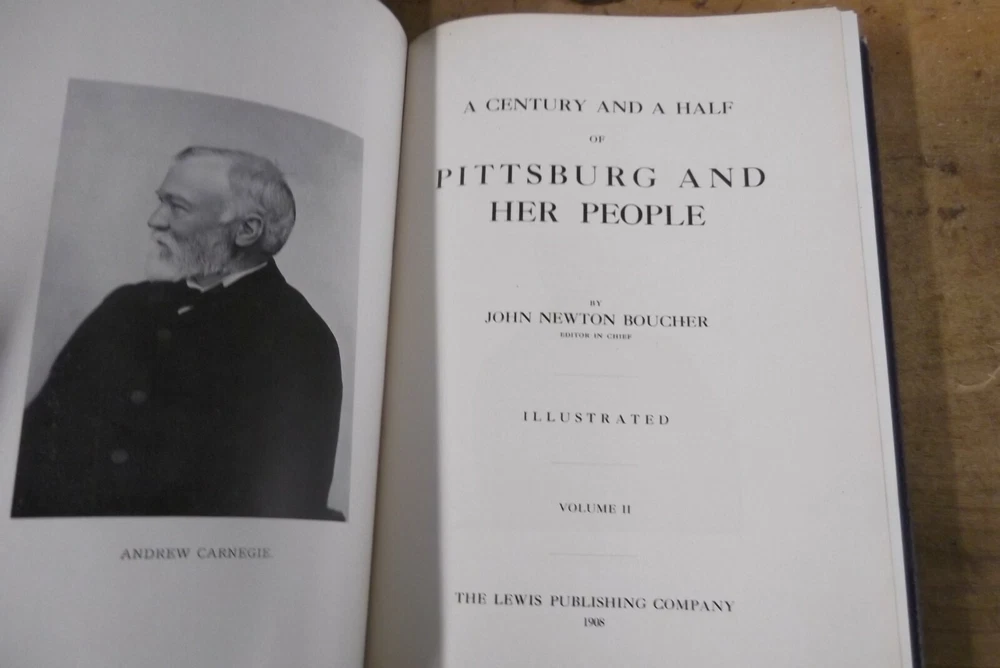 ANDREW CARNEGIE.
A CENTURY AND A HALF
OF
PITTSBURG AND
HER PEOPLE
BY
JOHN NEWTON BOUCHER
EDITOR IN CHIEF
ILLUSTRATED
VOLUME II
THE LEWIS PUBLISHING COMPANY
1908